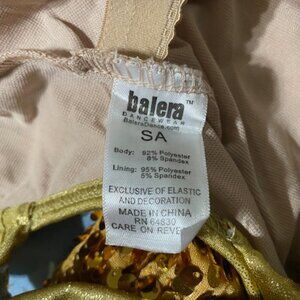 balera™
DANCEWEAR
BaleraDance.com
SA
Body: 92% Polyester
8% Spandex
Lining: 95% Polyester
5% Spandex
EXCLUSIVE OF ELASTIC
AND DECORATION
MADE IN CHINA
RN 64830
CARE ON REVE